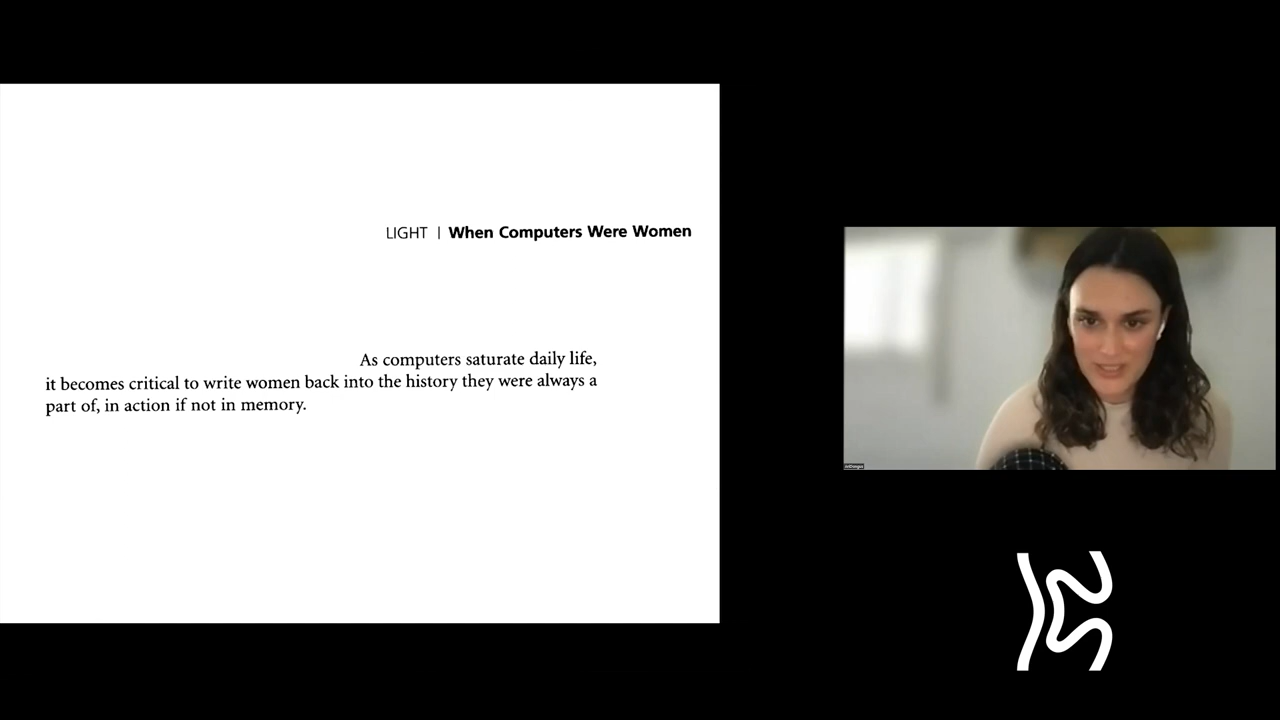 LIGHT | When Computers Were Women
As computers saturate daily life,
it becomes critical to write women back into the history they were always a
part of, in action if not in memory.